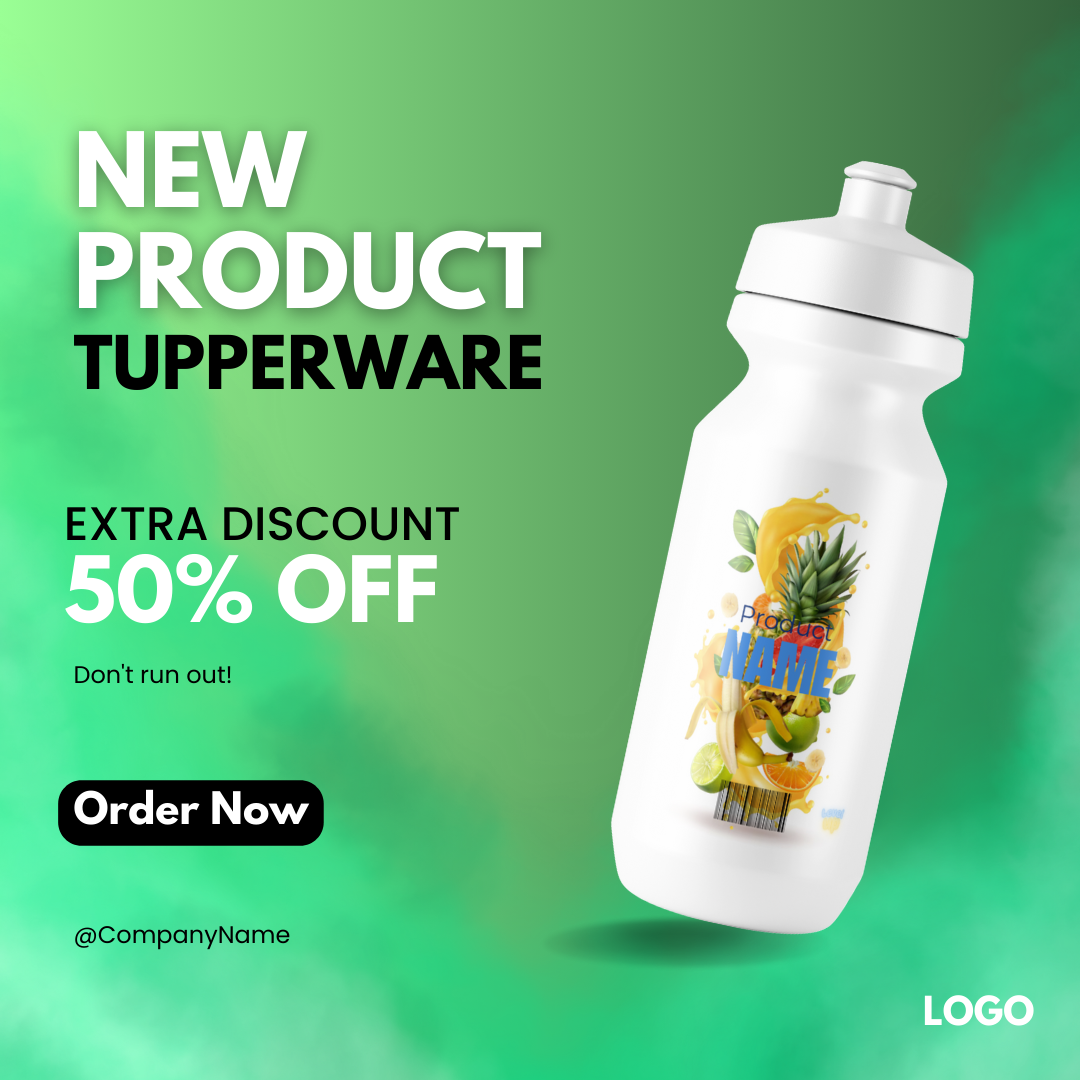 NEW
PRODUCT
TUPPERWARE
EXTRA DISCOUNT
50% OFF
Don't run out!
Order Now
@CompanyName
Product
NAME
LOGO